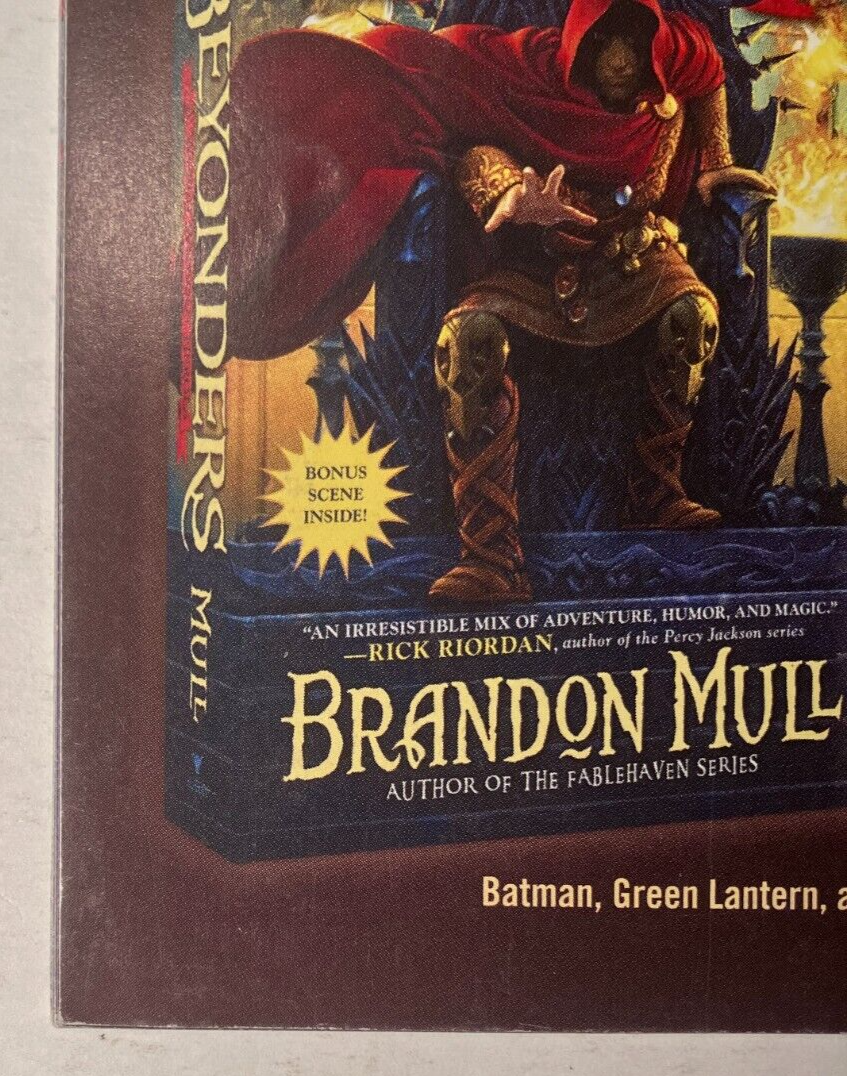 BEYONDERS MULL
BONUS
SCENE
INSIDE!
“AN IRRESISTIBLE MIX OF ADVENTURE, HUMOR, AND MAGIC.”
—RICK RIORDAN, author of the Percy Jackson series
BRANDON MULL
AUTHOR OF THE FABLEHAVEN SERIES
Batman, Green Lantern, a